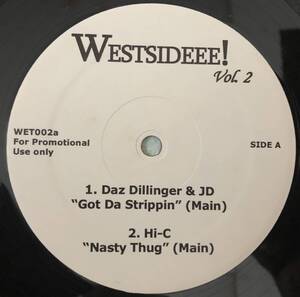 WESTSIDEEE!
Vol. 2
WET002a
For Promotional
Use only
SIDE A
1. Daz Dillinger & JD
"Got Da Strippin" (Main)
2. Hi-C
"Nasty Thug" (Main)